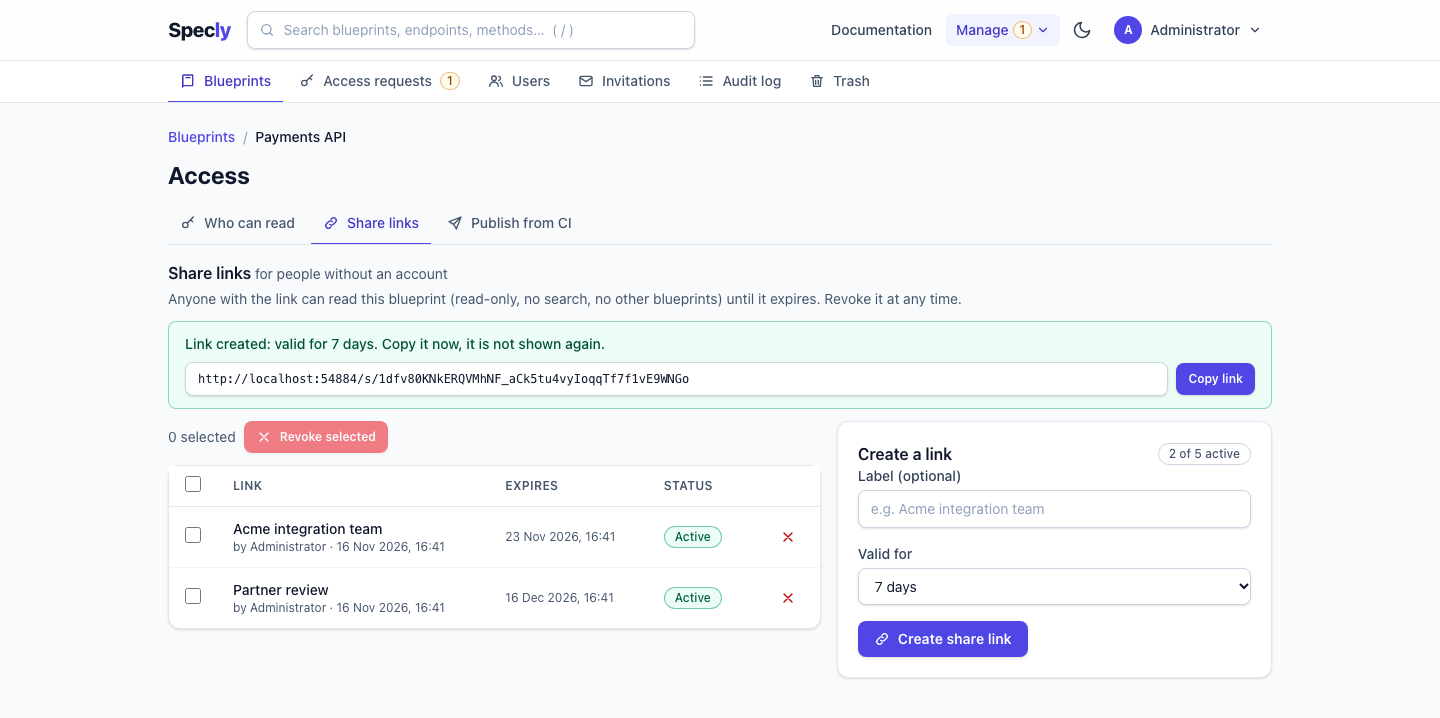 Specly
Search blueprints, endpoints, methods... ( / )
Documentation
Manage 1
A
Administrator
Blueprints
Access requests 1
Users
Invitations
Audit log
Trash
Blueprints / Payments API
Access
Who can read
Share links
Publish from CI
Share links for people without an account
Anyone with the link can read this blueprint (read-only, no search, no other blueprints) until it expires. Revoke it at any time.
Link created: valid for 7 days. Copy it now, it is not shown again.
http://localhost:54884/s/1dfv80KNkERQVMhNF_aCk5tu4vyIoqqTf7f1vE9WNGo
Copy link
0 selected
Revoke selected
LINK EXPIRES STATUS
Acme integration team
by Administrator · 16 Nov 2026, 16:41
23 Nov 2026, 16:41
Active
Partner review
by Administrator · 16 Nov 2026, 16:41
16 Dec 2026, 16:41
Active
Create a link
2 of 5 active
Label (optional)
e.g. Acme integration team
Valid for
7 days
Create share link